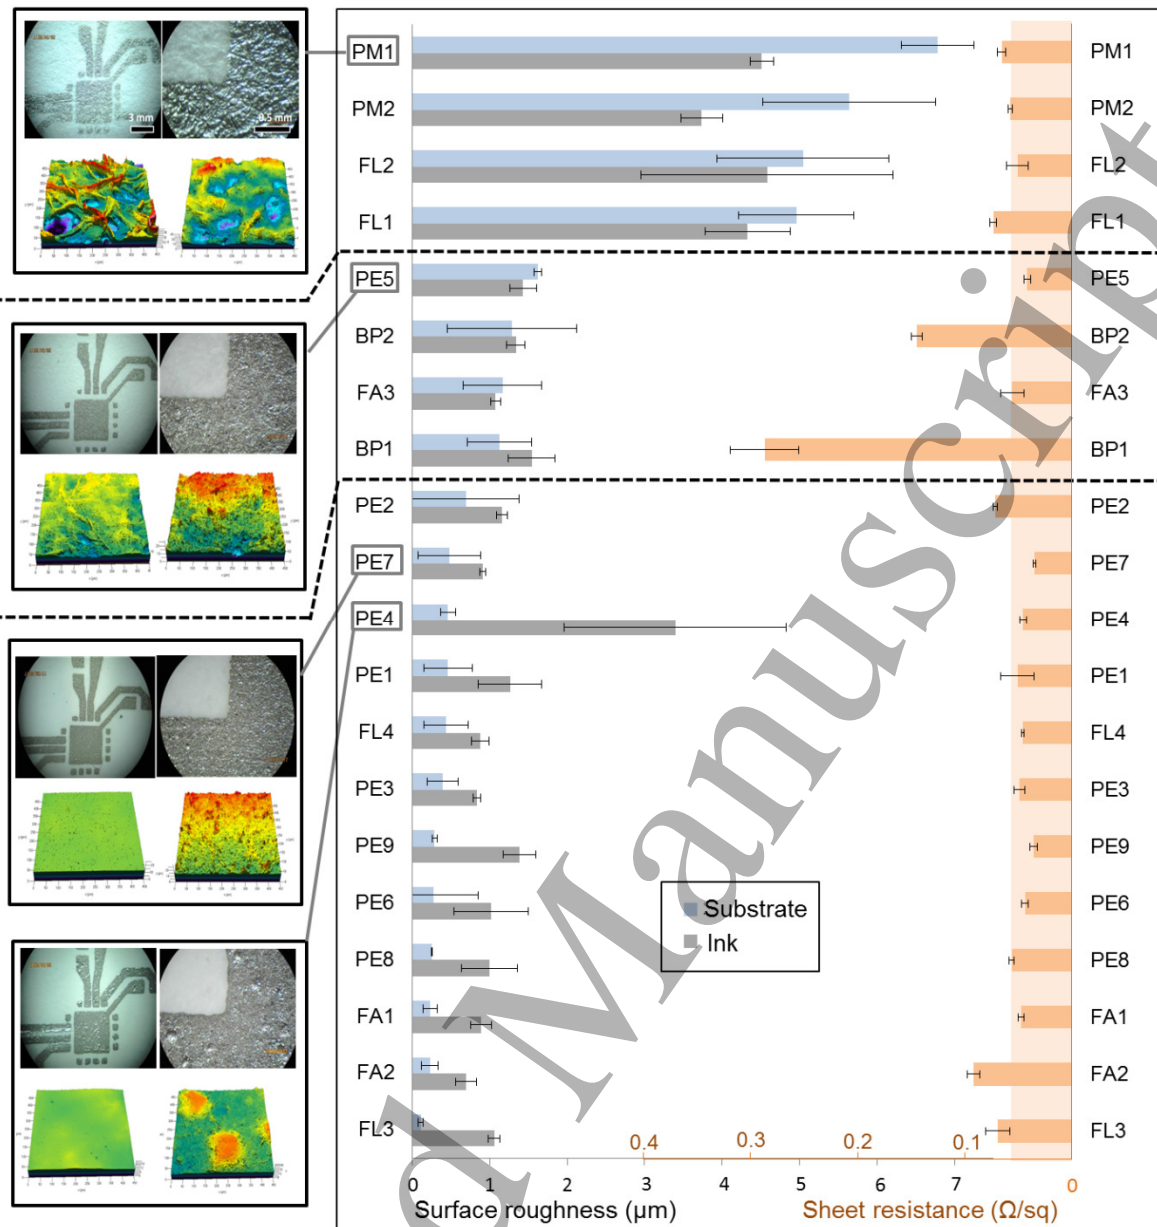 PM1
PM1
PM2
PM2
FL2
FL2
FL1
FL1
PE5
PE5
BP2
BP2
FA3
FA3
BP1
BP1
PE2
PE2
PE7
PE7
PE4
PE4
PE1
PE1
FL4
FL4
PE3
PE3
PE9
PE9
PE6
PE6
PE8
PE8
FA1
FA1
FA2
FA2
FL3
FL3
3 mm
0.5 mm
Substrate
Ink
0.4 0.3 0.2 0.1
0 1 2 3 4 5 6 7 0
Surface roughness (µm) Sheet resistance (Ω/sq)
d Manuscript